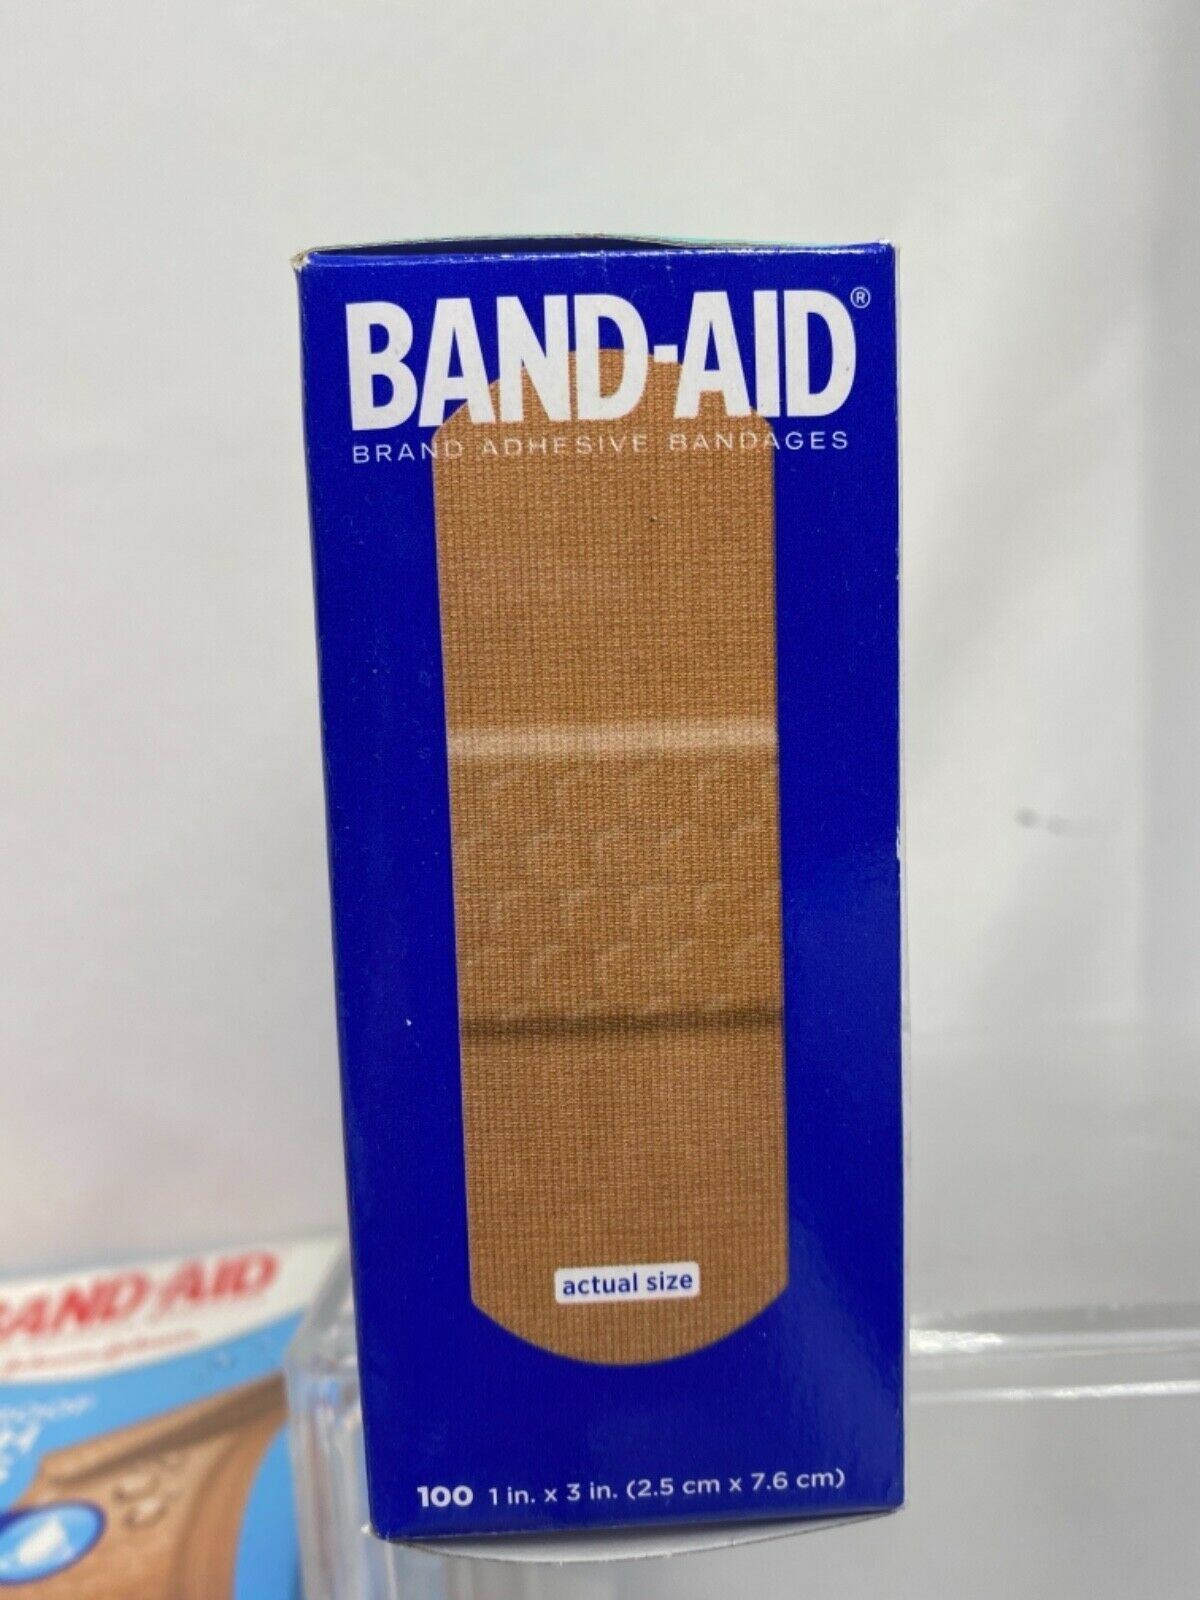 BAND-AID®
BRAND ADHESIVE BANDAGES
actual size
100 1 in. x 3 in. (2.5 cm x 7.6 cm)
BAND-AID